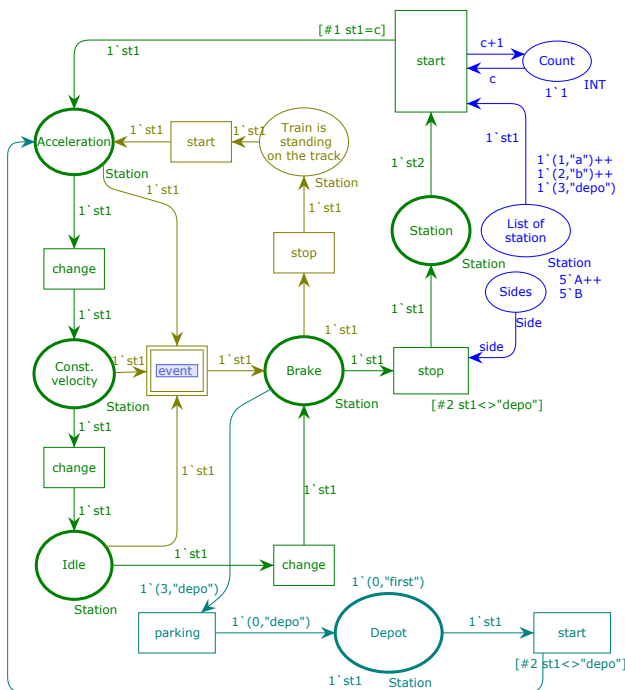 [#1 st1=c]
1`st1
start
c+1
c
Count
INT
1`1
Acceleration
1`st1
start
1`st1
Train is
standing
on the track
Station
Station
1`st1
1`st1
1`st2
1`st1
1`(1,"a")++
1`(2,"b")++
1`(3,"depo")
1`st1
change
stop
Station
Station
List of
station
Station
1`st1
1`st1
1`st1
Sides
5`A++
5`B
Side
Const.
velocity
1`st1
event
1`st1
Brake
1`st1
side
stop
Station
Station
[#2 st1<>"depo"]
1`st1
change
1`st1
1`st1
1`st1
Idle
1`st1
change
Station
1`(3,"depo")
1`(0,"first")
parking
1`(0,"depo")
Depot
1`st1
start
1`st1
Station
[#2 st1<>"depo"]